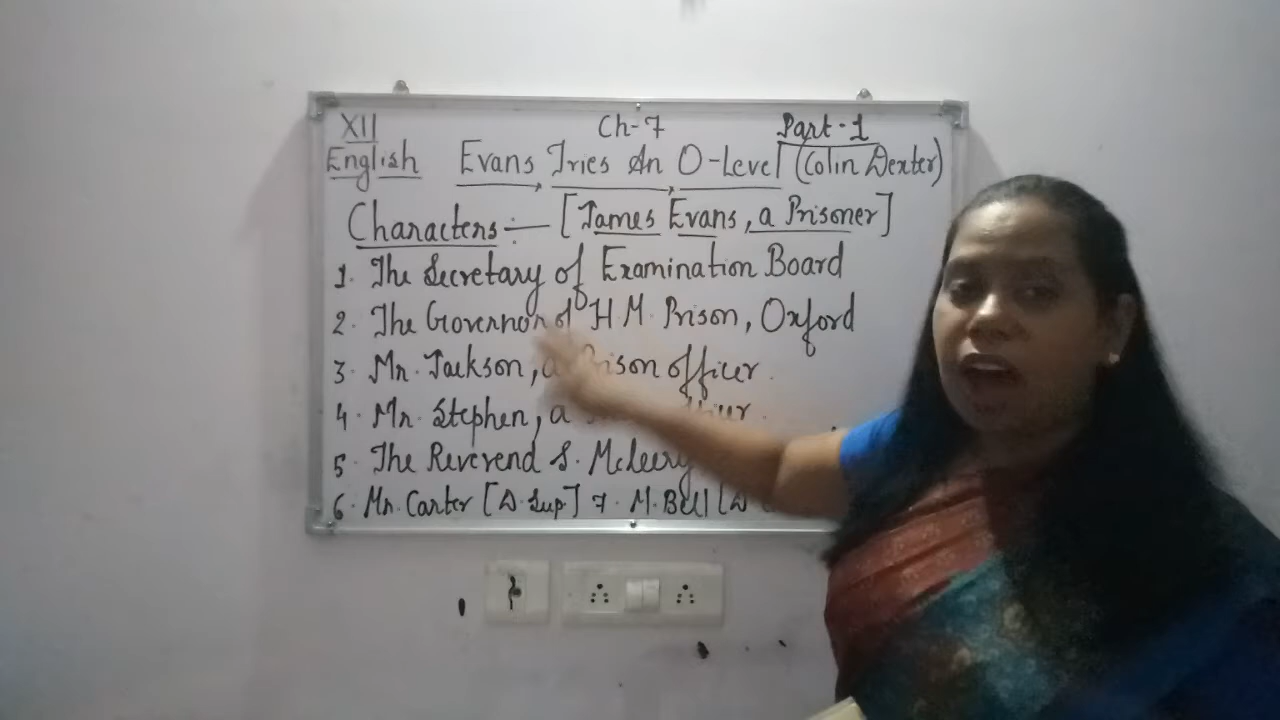 XII Ch-7 Part-1
English Evans Tries An O-Level (Colin Dexter)
Characters:— [James Evans, a Prisoner]
1. The Secretary of Examination Board
2. The Governor of H.M. Prison, Oxford
3. Mr. Jackson, a Prison officer.
4. Mr. Stephen, a
5. The Reverend S. McLeery
6. Mr. Carter [D. Sup] 7. M. Bell [D